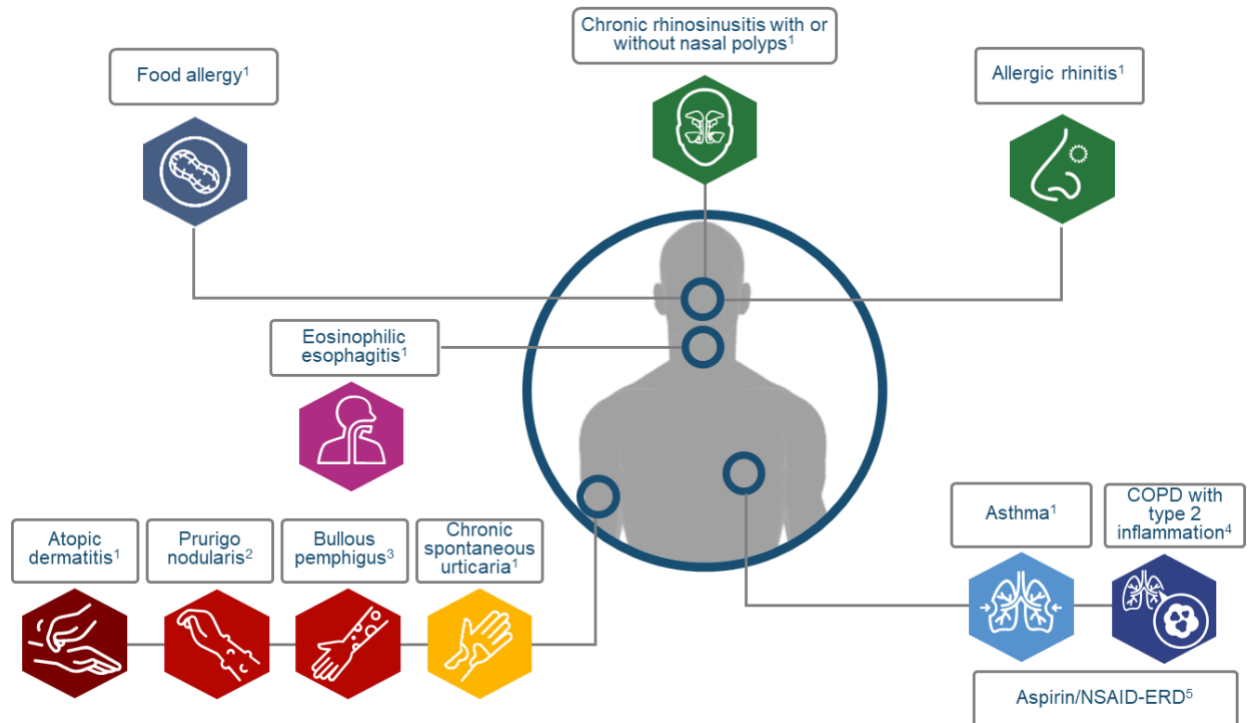 Chronic rhinosinusitis with or
without nasal polyps¹
Food allergy¹
Allergic rhinitis¹
Eosinophilic
esophagitis¹
Atopic
dermatitis¹
Prurigo
nodularis²
Bullous
pemphigus³
Chronic
spontaneous
urticaria¹
Asthma¹
COPD with
type 2
inflammation⁴
Aspirin/NSAID-ERD⁵